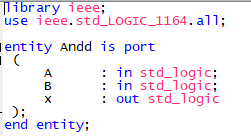 library ieee;
use ieee.std_LOGIC_1164.all;
entity Andd is port
(
A : in std_logic;
B : in std_logic;
x : out std_logic
);
end entity;